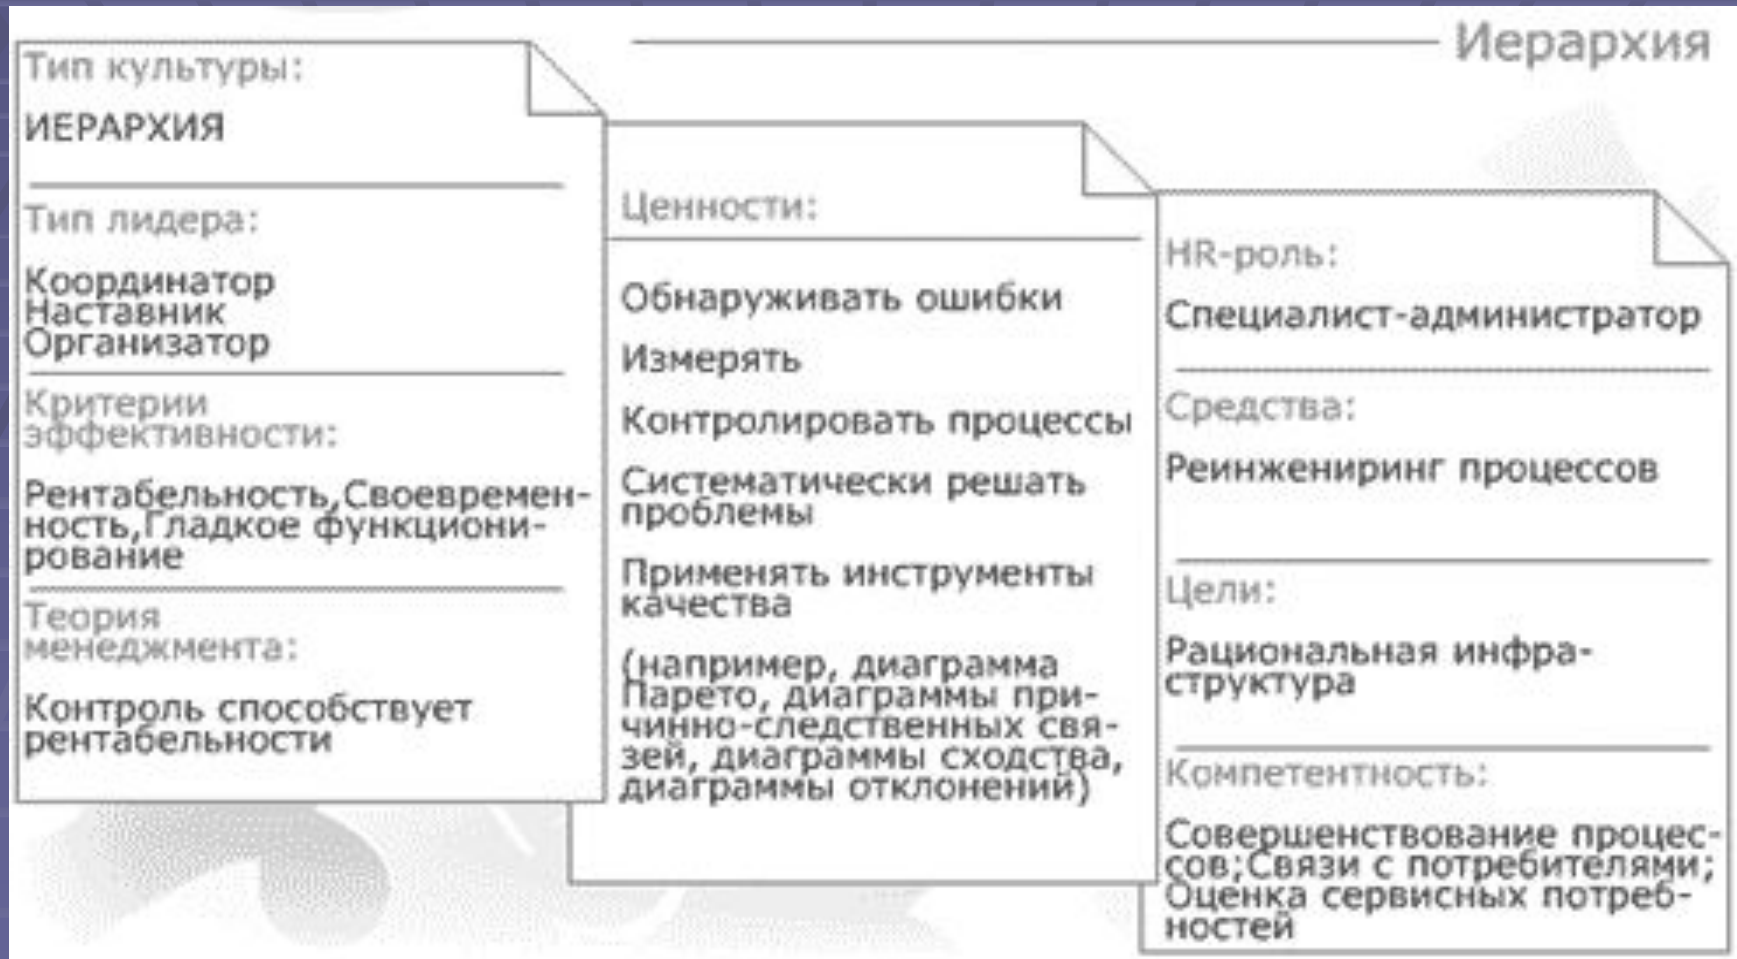 Иерархия
Тип культуры:
ИЕРАРХИЯ
Тип лидера:
Координатор
Наставник
Организатор
Критерии
эффективности:
Рентабельность,Своевремен-
ность,Гладкое функциони-
рование
Теория
менеджмента:
Контроль способствует
рентабельности
Ценности:
Обнаруживать ошибки
Измерять
Контролировать процессы
Систематически решать
проблемы
Применять инструменты
качества
(например, диаграмма
Парето, диаграммы при-
чинно-следственных свя-
зей, диаграммы сходства,
диаграммы отклонений)
HR-роль:
Специалист-администратор
Средства:
Реинжениринг процессов
Цели:
Рациональная инфра-
структура
Компетентность:
Совершенствование процес-
сов;Связи с потребителями;
Оценка сервисных потреб-
ностей